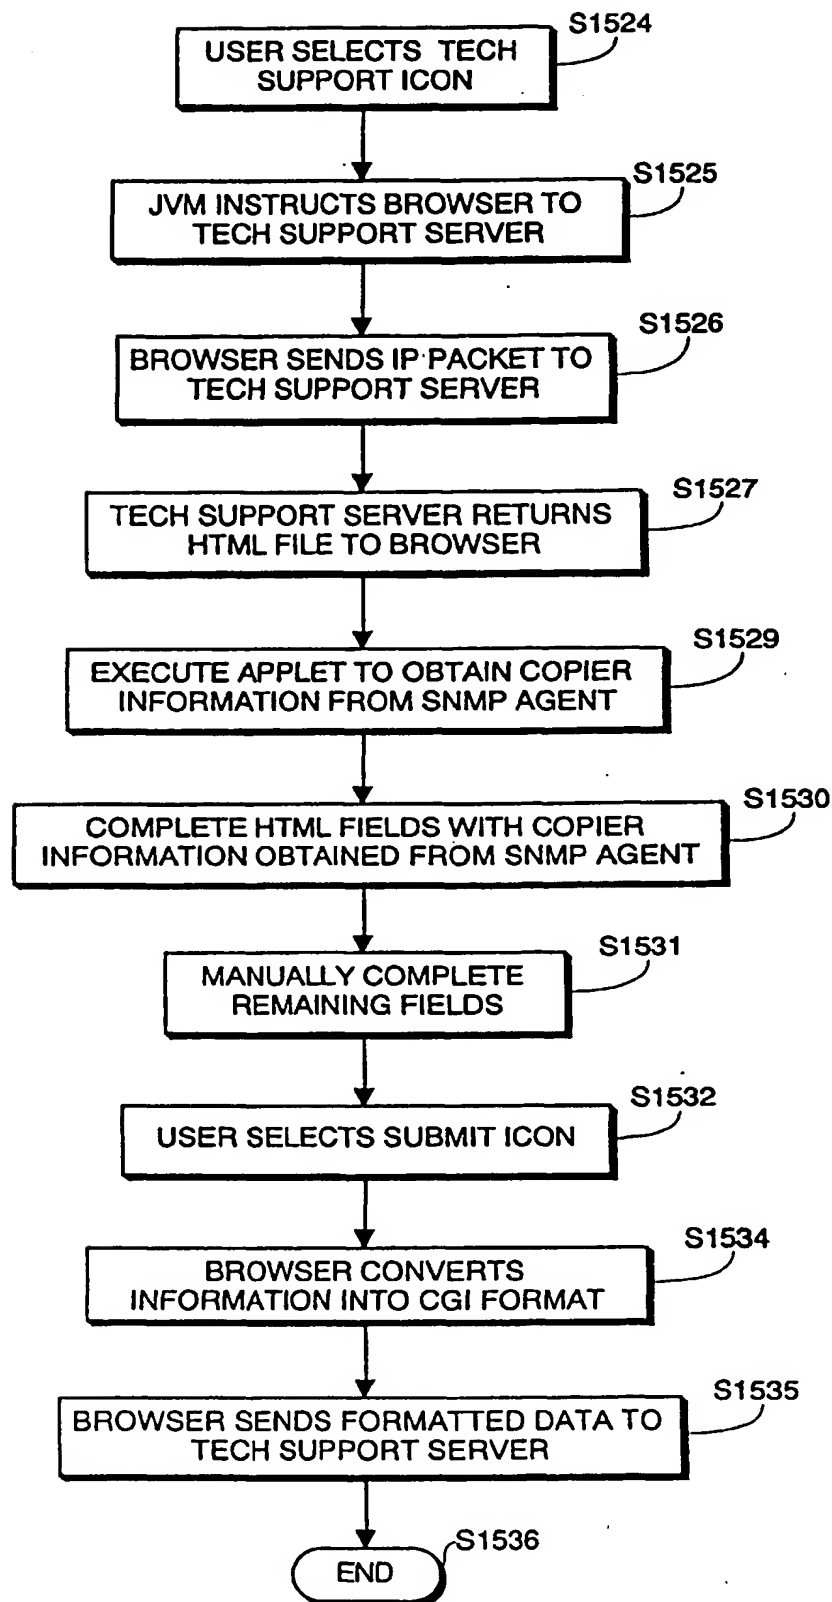 S1524
USER SELECTS TECH
SUPPORT ICON
S1525
JVM INSTRUCTS BROWSER TO
TECH SUPPORT SERVER
S1526
BROWSER SENDS IP PACKET TO
TECH SUPPORT SERVER
S1527
TECH SUPPORT SERVER RETURNS
HTML FILE TO BROWSER
S1529
EXECUTE APPLET TO OBTAIN COPIER
INFORMATION FROM SNMP AGENT
S1530
COMPLETE HTML FIELDS WITH COPIER
INFORMATION OBTAINED FROM SNMP AGENT
S1531
MANUALLY COMPLETE
REMAINING FIELDS
S1532
USER SELECTS SUBMIT ICON
S1534
BROWSER CONVERTS
INFORMATION INTO CGI FORMAT
S1535
BROWSER SENDS FORMATTED DATA TO
TECH SUPPORT SERVER
S1536
END